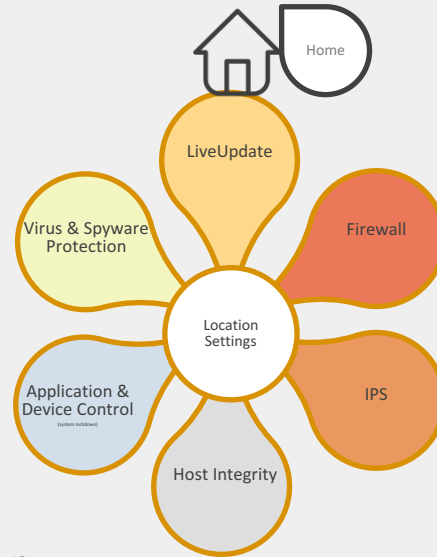 Home
LiveUpdate
Virus & Spyware
Protection
Firewall
Location
Settings
Application &
Device Control
[system lockdown]
IPS
Host Integrity